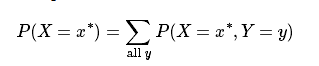 P(X = x*) = ∑_{all y} P(X = x*, Y = y)